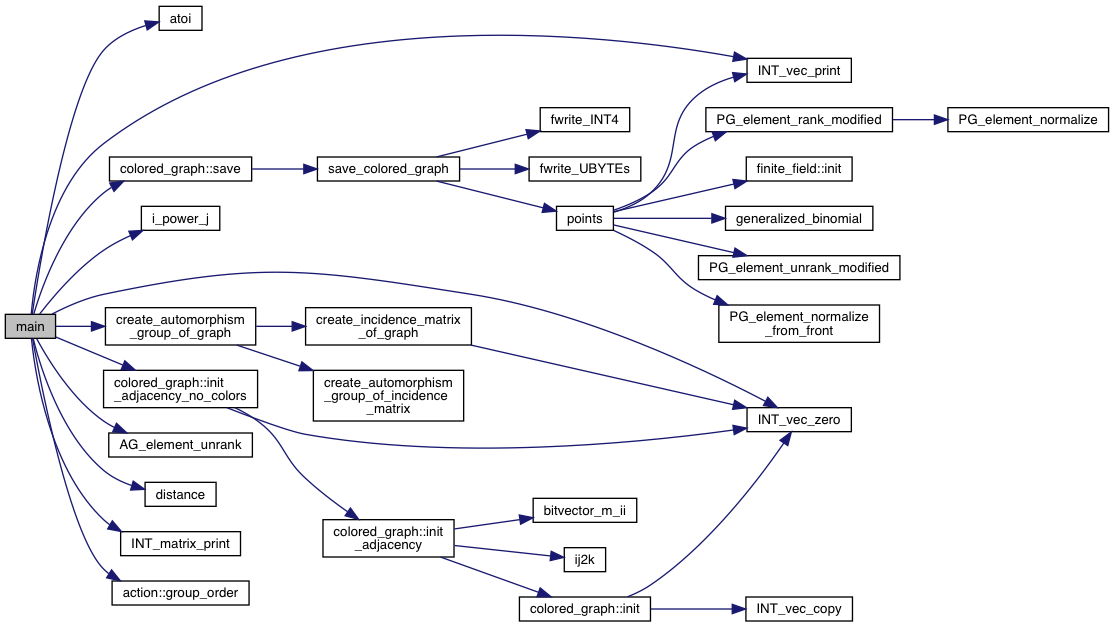 atoi
INT_vec_print
fwrite_INT4
PG_element_rank_modified
PG_element_normalize
colored_graph::save
save_colored_graph
fwrite_UBYTEs
finite_field::init
i_power_j
points
generalized_binomial
PG_element_unrank_modified
main
create_automorphism
_group_of_graph
create_incidence_matrix
_of_graph
PG_element_normalize
_from_front
colored_graph::init
_adjacency_no_colors
create_automorphism
_group_of_incidence
_matrix
INT_vec_zero
AG_element_unrank
distance
bitvector_m_ii
INT_matrix_print
colored_graph::init
_adjacency
ij2k
action::group_order
colored_graph::init
INT_vec_copy